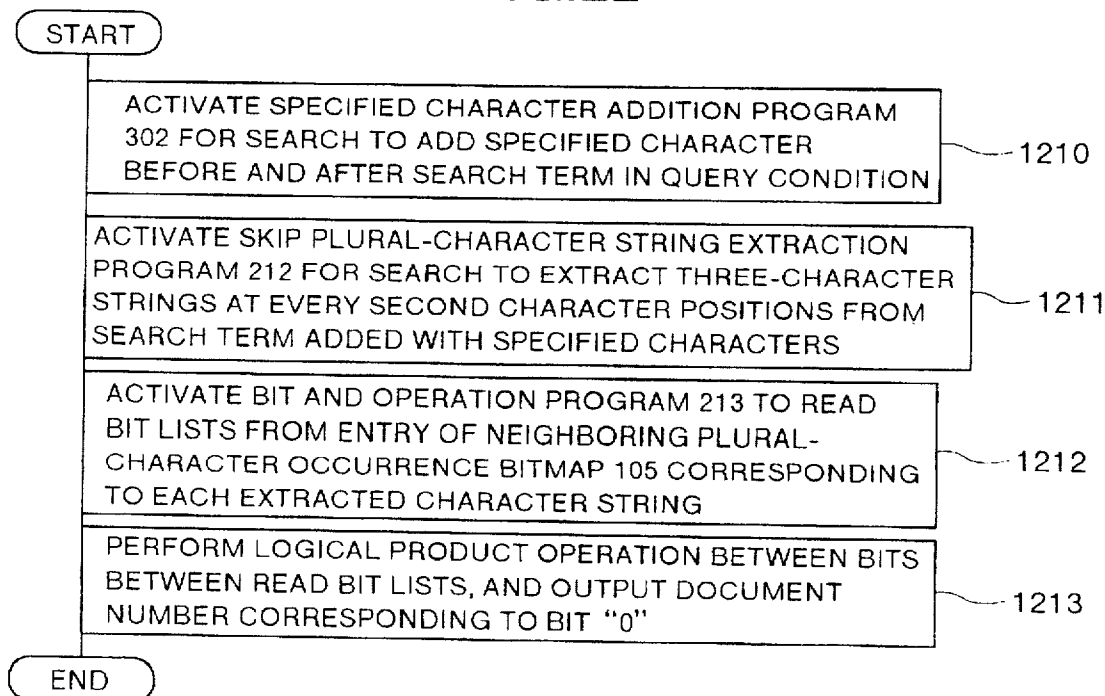 START
ACTIVATE SPECIFIED CHARACTER ADDITION PROGRAM
302 FOR SEARCH TO ADD SPECIFIED CHARACTER
BEFORE AND AFTER SEARCH TERM IN QUERY CONDITION
1210
ACTIVATE SKIP PLURAL-CHARACTER STRING EXTRACTION
PROGRAM 212 FOR SEARCH TO EXTRACT THREE-CHARACTER
STRINGS AT EVERY SECOND CHARACTER POSITIONS FROM
SEARCH TERM ADDED WITH SPECIFIED CHARACTERS
1211
ACTIVATE BIT AND OPERATION PROGRAM 213 TO READ
BIT LISTS FROM ENTRY OF NEIGHBORING PLURAL-
CHARACTER OCCURRENCE BITMAP 105 CORRESPONDING
TO EACH EXTRACTED CHARACTER STRING
1212
PERFORM LOGICAL PRODUCT OPERATION BETWEEN BITS
BETWEEN READ BIT LISTS, AND OUTPUT DOCUMENT
NUMBER CORRESPONDING TO BIT "0"
1213
END